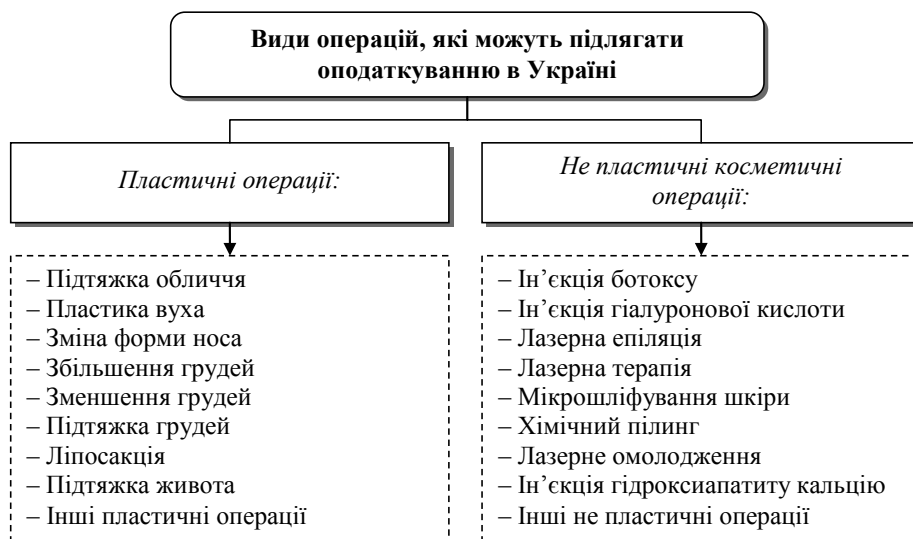 Види операцій, які можуть підлягати
оподаткуванню в Україні
Пластичні операції:
Не пластичні косметичні
операції:
– Підтяжка обличчя
– Пластика вуха
– Зміна форми носа
– Збільшення грудей
– Зменшення грудей
– Підтяжка грудей
– Ліпосакція
– Підтяжка живота
– Інші пластичні операції
– Ін’єкція ботоксу
– Ін’єкція гіалуронової кислоти
– Лазерна епіляція
– Лазерна терапія
– Мікрошліфування шкіри
– Хімічний пілинг
– Лазерне омолодження
– Ін’єкція гідроксиапатиту кальцію
– Інші не пластичні операції